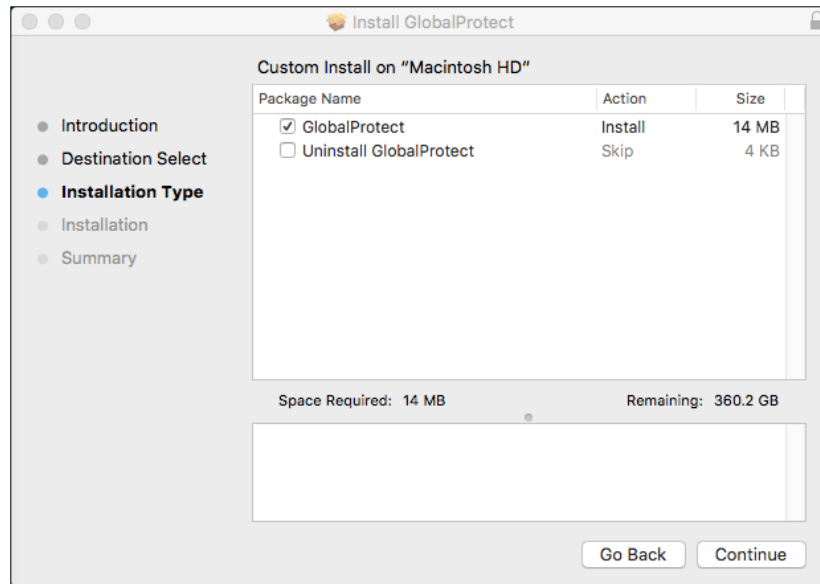 Install GlobalProtect
Custom Install on “Macintosh HD”
Package Name Action Size
GlobalProtect Install 14 MB
Uninstall GlobalProtect Skip 4 KB
Introduction
Destination Select
Installation Type
Installation
Summary
Space Required: 14 MB Remaining: 360.2 GB
Go Back Continue